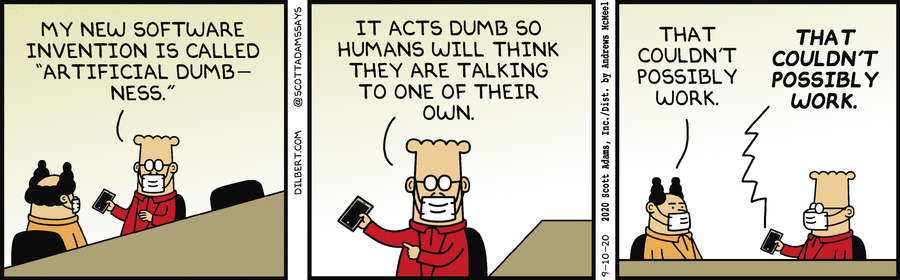 MY NEW SOFTWARE
INVENTION IS CALLED
"ARTIFICIAL DUMB-
NESS."
DILBERT.COM @SCOTTADAMSSAYS
IT ACTS DUMB SO
HUMANS WILL THINK
THEY ARE TALKING
TO ONE OF THEIR
OWN.
9-10-20 2020 Scott Adams, Inc./Dist. by Andrews McMeel
THAT
COULDN'T
POSSIBLY
WORK.
THAT
COULDN'T
POSSIBLY
WORK.